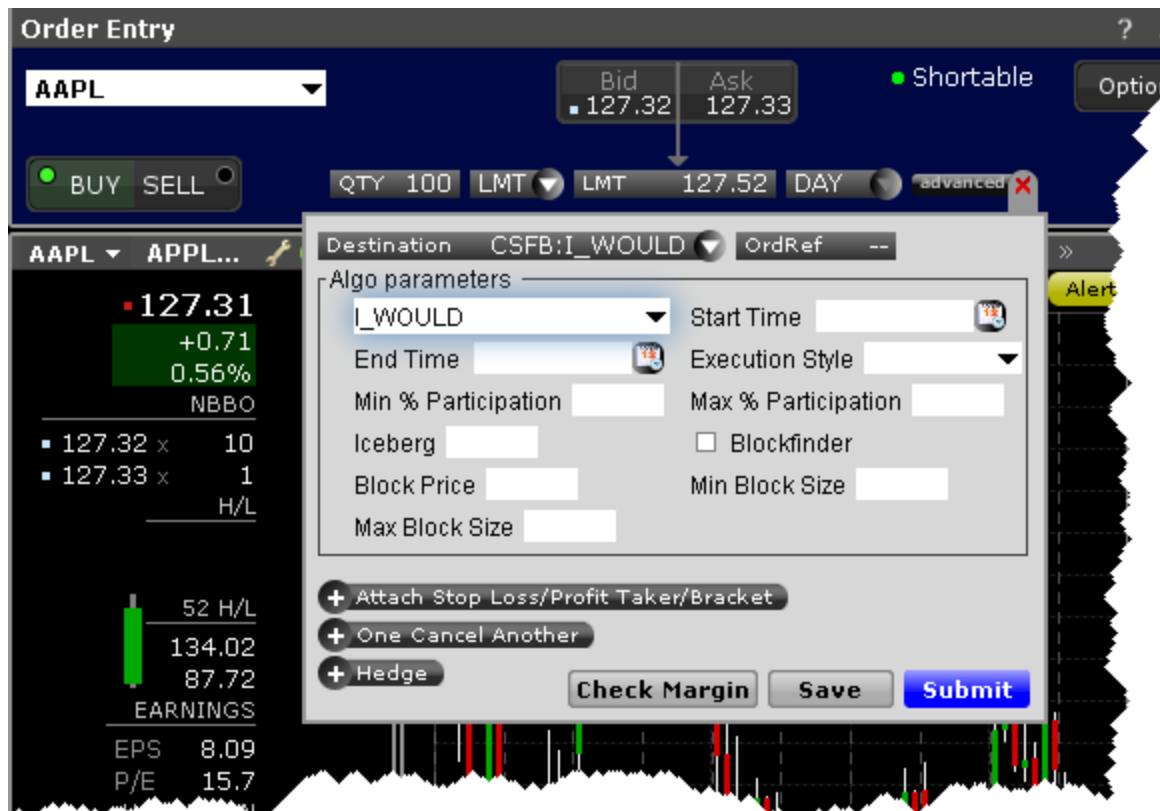 Order Entry ?
AAPL
Bid Ask
127.32 127.33
Shortable
BUY SELL
QTY 100 LMT LMT 127.52 DAY advanced
AAPL APPL... »
Destination CSFB:I_WOULD OrdRef --
Algo parameters
I_WOULD Start Time
End Time Execution Style
Min % Participation Max % Participation
Iceberg Blockfinder
Block Price Min Block Size
Max Block Size
Attach Stop Loss/Profit Taker/Bracket
One Cancel Another
Hedge
Check Margin Save Submit
Alert
127.31
+0.71
0.56%
NBBO
127.32 x 10
127.33 x 1
H/L
52 H/L
134.02
87.72
EARNINGS
EPS 8.09
P/E 15.7